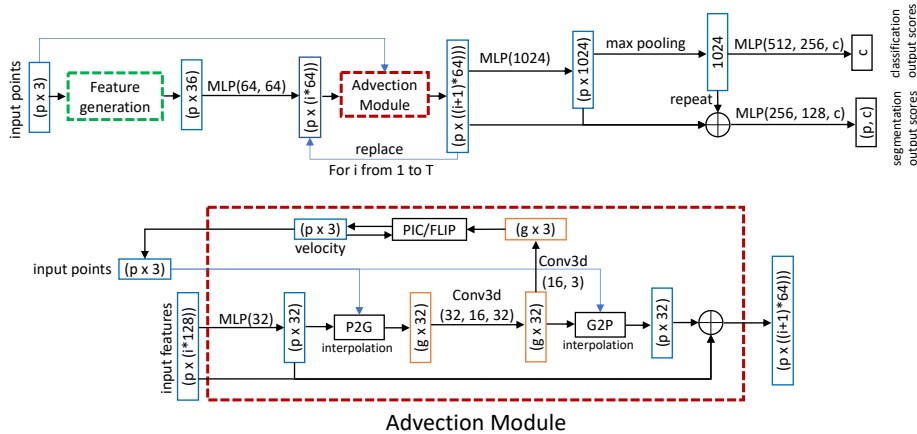 input points
(p x 3)
Feature
generation
(p x 36)
MLP(64, 64)
(p x (i*64))
Advection
Module
(p x ((i+1)*64)))
MLP(1024)
(p x 1024)
max pooling
1024
MLP(512, 256, c)
c
classification
output scores
repeat
MLP(256, 128, c)
(p, c)
segmentation
output scores
replace
For i from 1 to T
(p x 3)
velocity
PIC/FLIP
(g x 3)
input points
(p x 3)
Conv3d
(16, 3)
input features
(p x (i*128))
MLP(32)
(p x 32)
P2G
interpolation
(g x 32)
Conv3d
(32, 16, 32)
(g x 32)
G2P
interpolation
(p x 32)
(p x ((i+1)*64)))
Advection Module